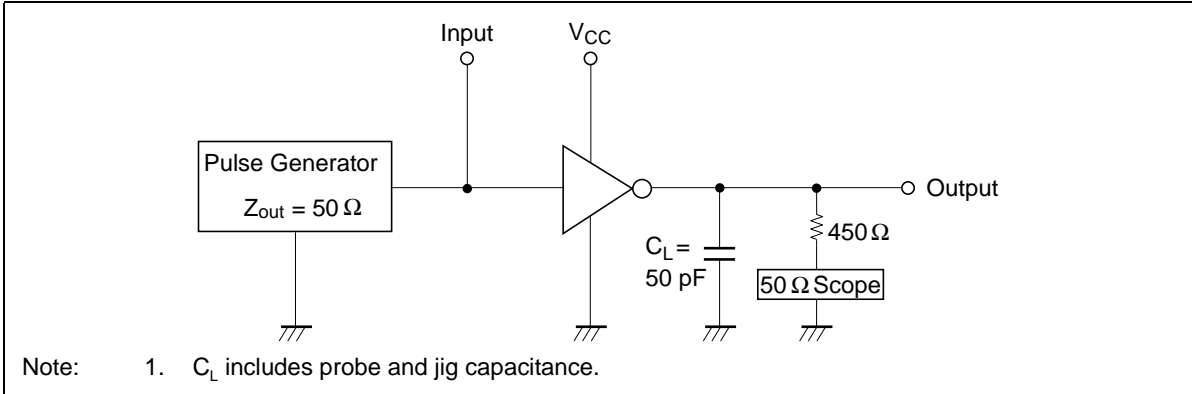 Input
VCC
Pulse Generator
Zout = 50 Ω
Output
450 Ω
CL =
50 pF
50 Ω Scope
Note: 1. CL includes probe and jig capacitance.